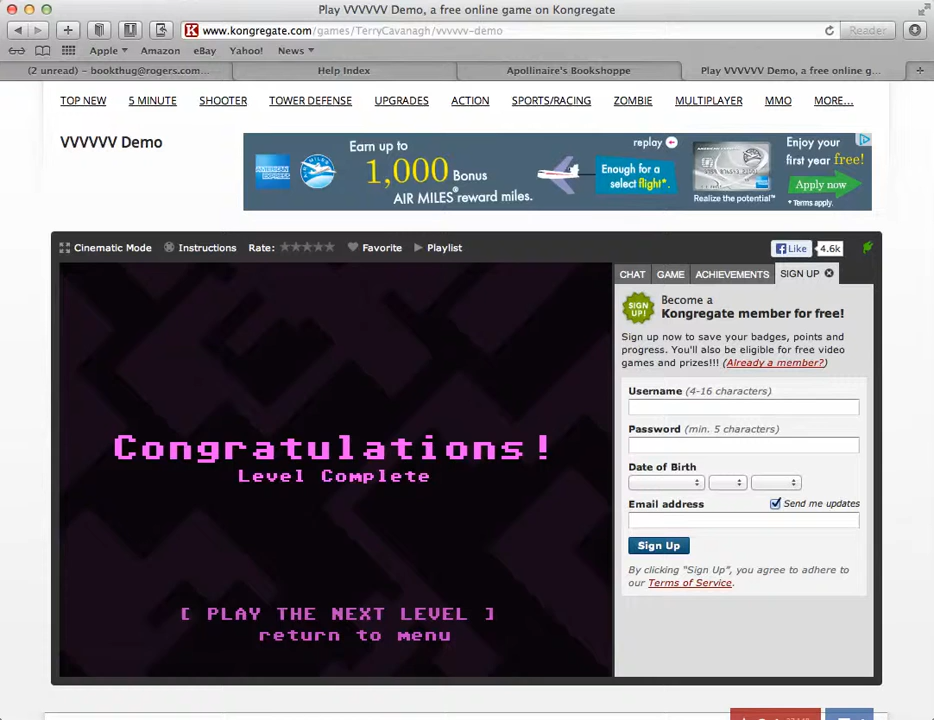 Play VVVVVV Demo, a free online game on Kongregate
www.kongregate.com/games/TerryCavanagh/vvvvvv-demo
Reader
Apple Amazon eBay Yahoo! News
(2 unread) - bookthug@rogers.com...
Help Index
Apollinaire's Bookshoppe
Play VVVVVV Demo, a free online g...
TOP NEW 5 MINUTE SHOOTER TOWER DEFENSE UPGRADES ACTION SPORTS/RACING ZOMBIE MULTIPLAYER MMO MORE...
VVVVVV Demo
AMERICAN EXPRESS
AIR MILES
Earn up to
1,000 Bonus
AIR MILES® reward miles.
replay
Enough for a
select flight*.
Realize the potential™
Enjoy your
first year free!
Apply now
* Terms apply.
Cinematic Mode Instructions Rate: Favorite Playlist
Like 4.6k
CHAT GAME ACHIEVEMENTS SIGN UP
SIGN UP!
Become a
Kongregate member for free!
Sign up now to save your badges, points and
progress. You'll also be eligible for free video
games and prizes!!! (Already a member?)
Username (4-16 characters)
Password (min. 5 characters)
Date of Birth
Email address Send me updates
Sign Up
By clicking "Sign Up", you agree to adhere to
our Terms of Service.
Congratulations!
Level Complete
[ PLAY THE NEXT LEVEL ]
return to menu